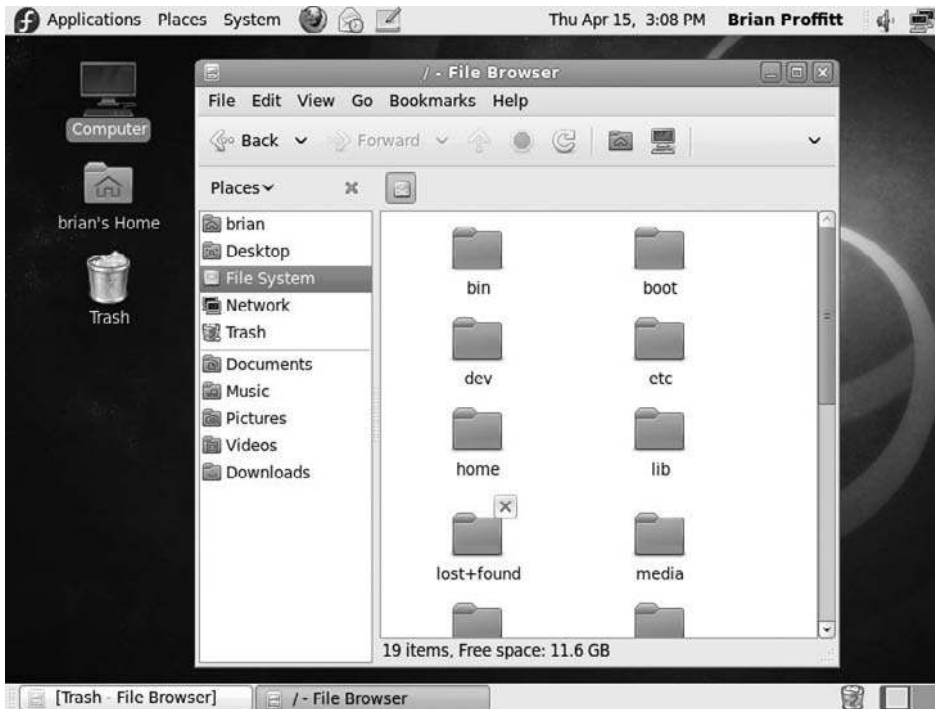 Applications Places System Thu Apr 15, 3:08 PM Brian Proffitt
Computer
brian's Home
Trash
/ - File Browser
File Edit View Go Bookmarks Help
Back Forward
Places
brian
Desktop
File System
Network
Trash
Documents
Music
Pictures
Videos
Downloads
bin boot
dev etc
home lib
lost+found media
19 items, Free space: 11.6 GB
[Trash - File Browser] / - File Browser